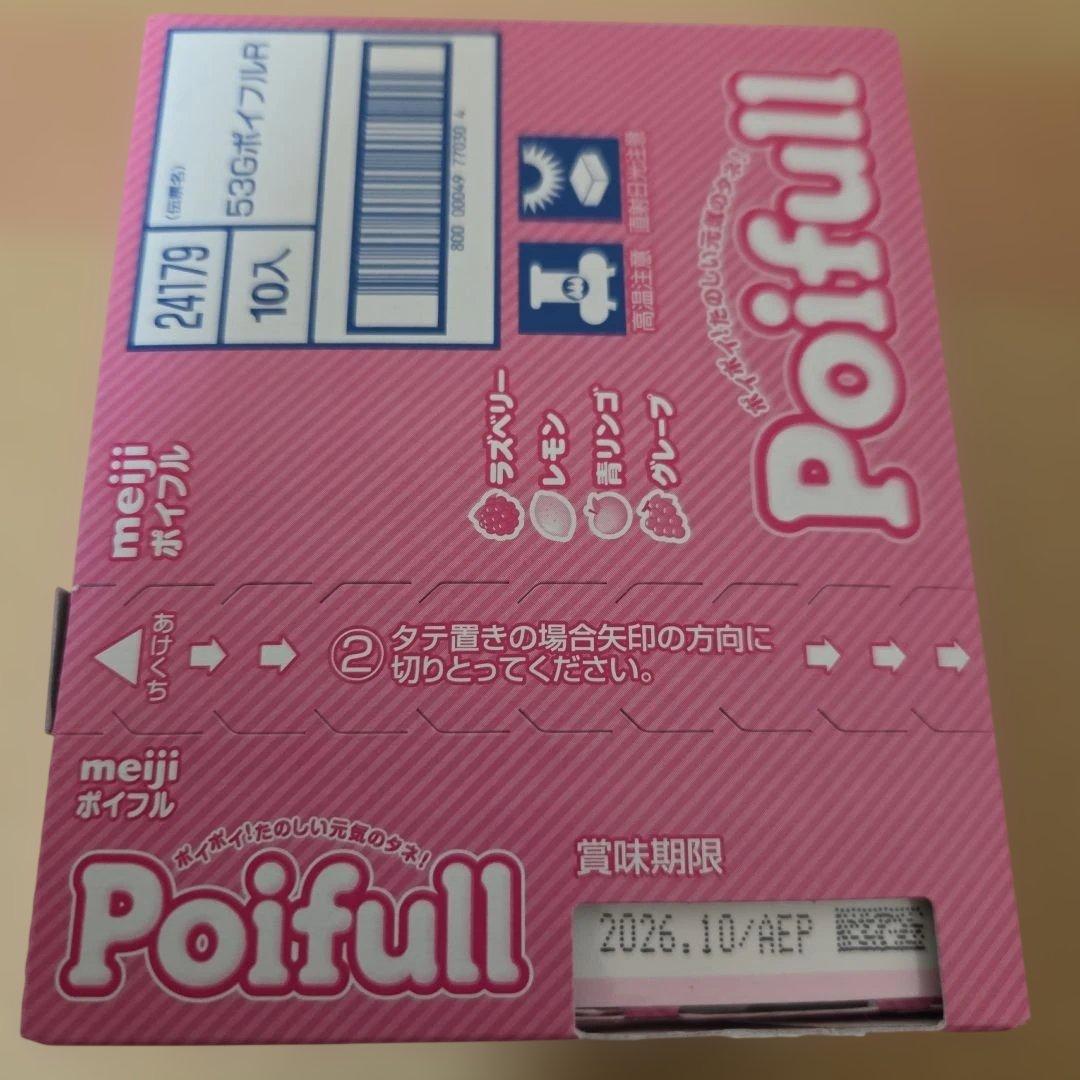 (伝票名)
24179
53GポイフルR
10入
800 00049 77030 4
直射日光注意
高温注意
ラズベリー
レモン
青リンゴ
グレープ
ポイポイ!たのしい元気のタネ!
Poifull
meiji
ポイフル
あけくち
②タテ置きの場合矢印の方向に
切りとってください。
meiji
ポイフル
ポイポイ!たのしい元気のタネ!
Poifull
賞味期限
2026.10/AEP